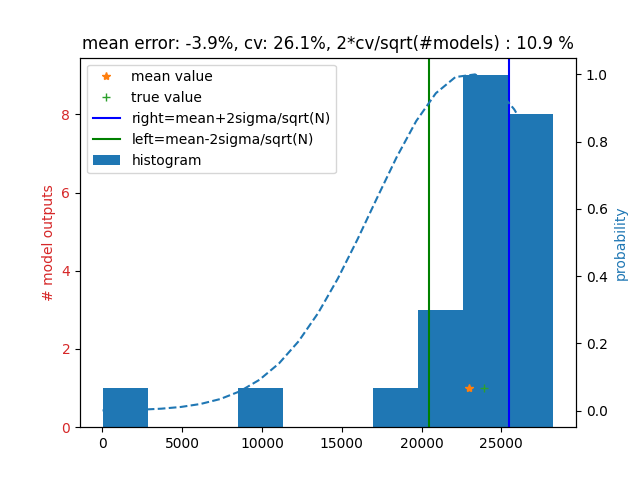 mean error: -3.9%, cv: 26.1%, 2*cv/sqrt(#models) : 10.9 %
mean value
true value
right=mean+2sigma/sqrt(N)
left=mean-2sigma/sqrt(N)
histogram
# model outputs
0
2
4
6
8
0
5000
10000
15000
20000
25000
0.0
0.2
0.4
0.6
0.8
1.0
probability